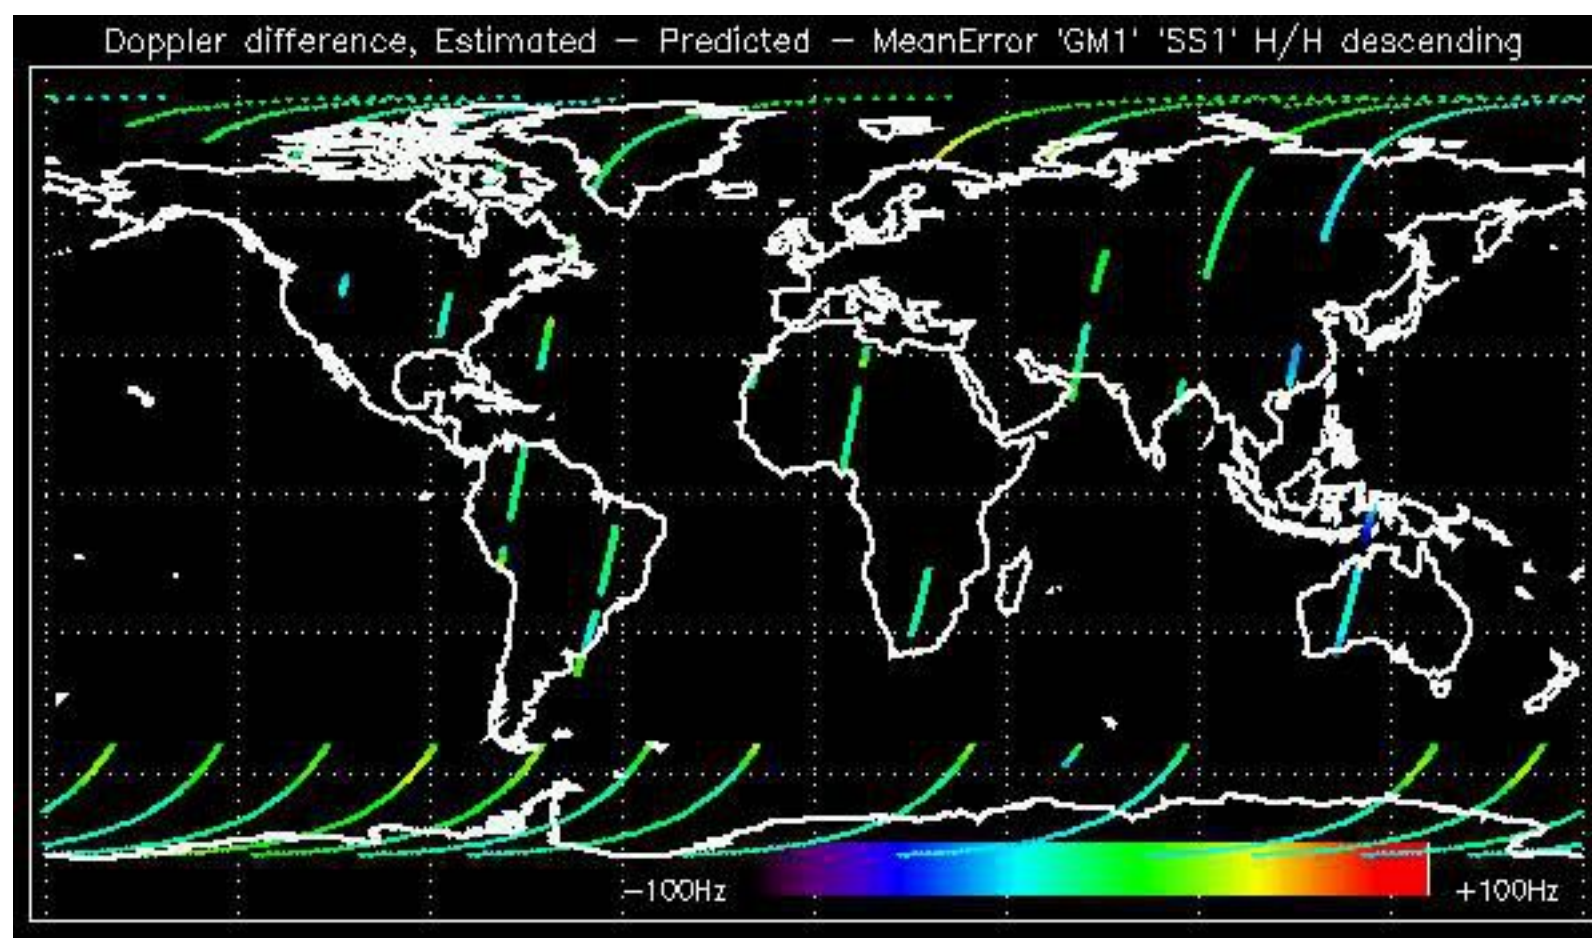 Doppler difference, Estimated – Predicted – MeanError 'GM1' 'SS1' H/H descending
–100Hz
+100Hz